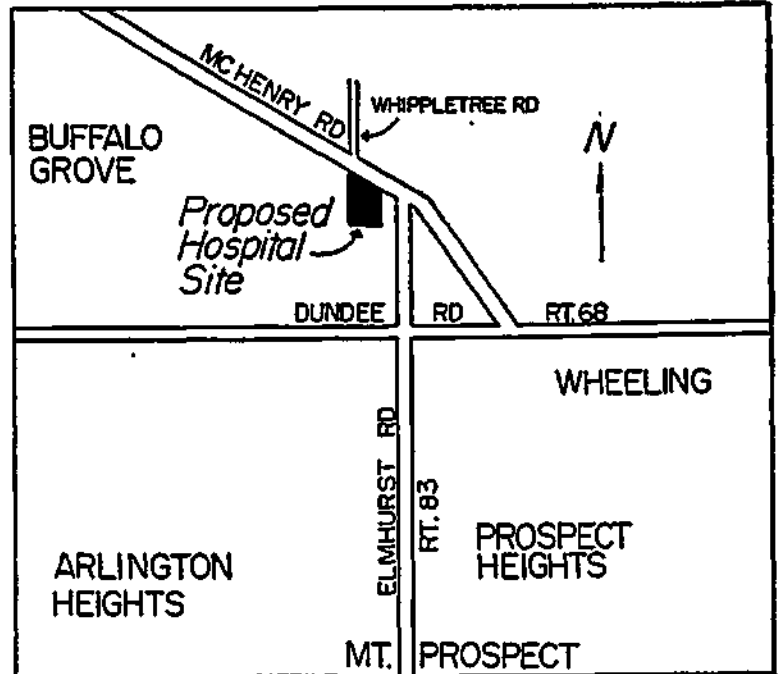 MC HENRY RD
WHIPPLETREE RD
BUFFALO
GROVE
N
Proposed
Hospital
Site
DUNDEE RD RT. 68
WHEELING
ELMHURST RD
RT. 83
PROSPECT
HEIGHTS
ARLINGTON
HEIGHTS
MT. PROSPECT